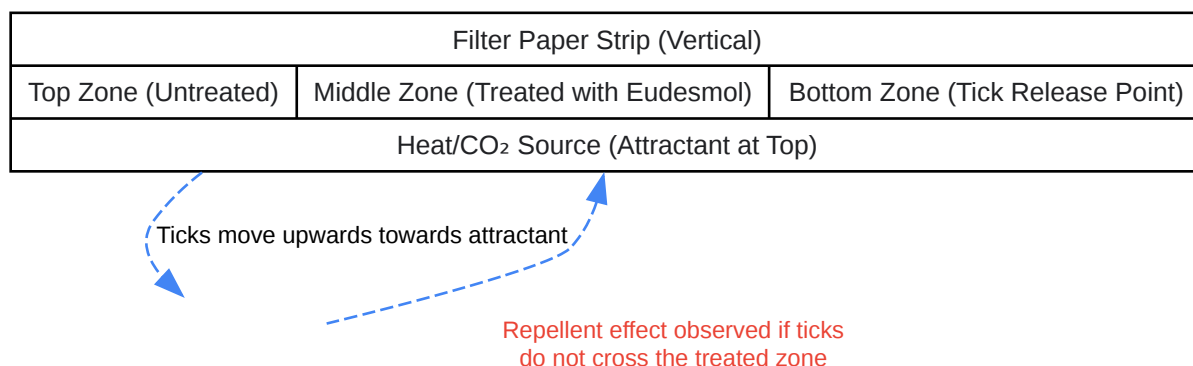 Filter Paper Strip (Vertical)
Top Zone (Untreated) Middle Zone (Treated with Eudesmol) Bottom Zone (Tick Release Point)
Heat/CO₂ Source (Attractant at Top)
Ticks move upwards towards attractant
Repellent effect observed if ticks
do not cross the treated zone